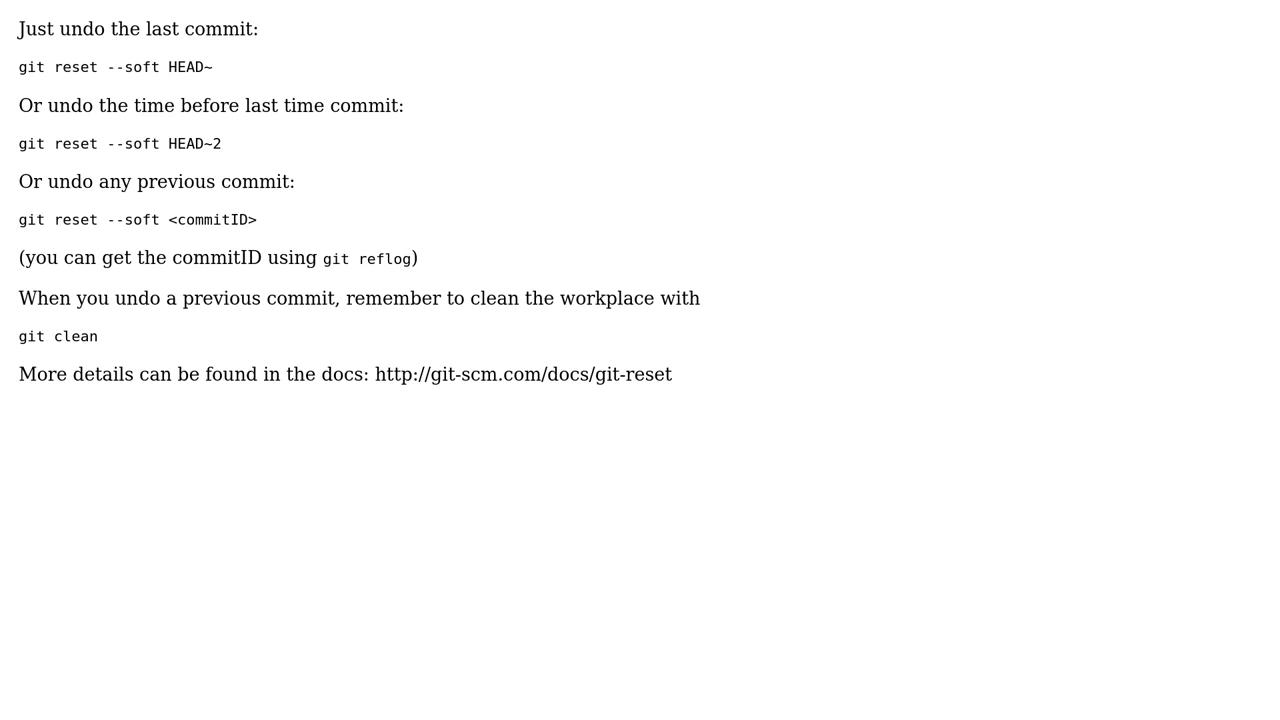 Just undo the last commit:
git reset --soft HEAD~
Or undo the time before last time commit:
git reset --soft HEAD~2
Or undo any previous commit:
git reset --soft <commitID>
(you can get the commitID using git reflog)
When you undo a previous commit, remember to clean the workplace with
git clean
More details can be found in the docs: http://git-scm.com/docs/git-reset